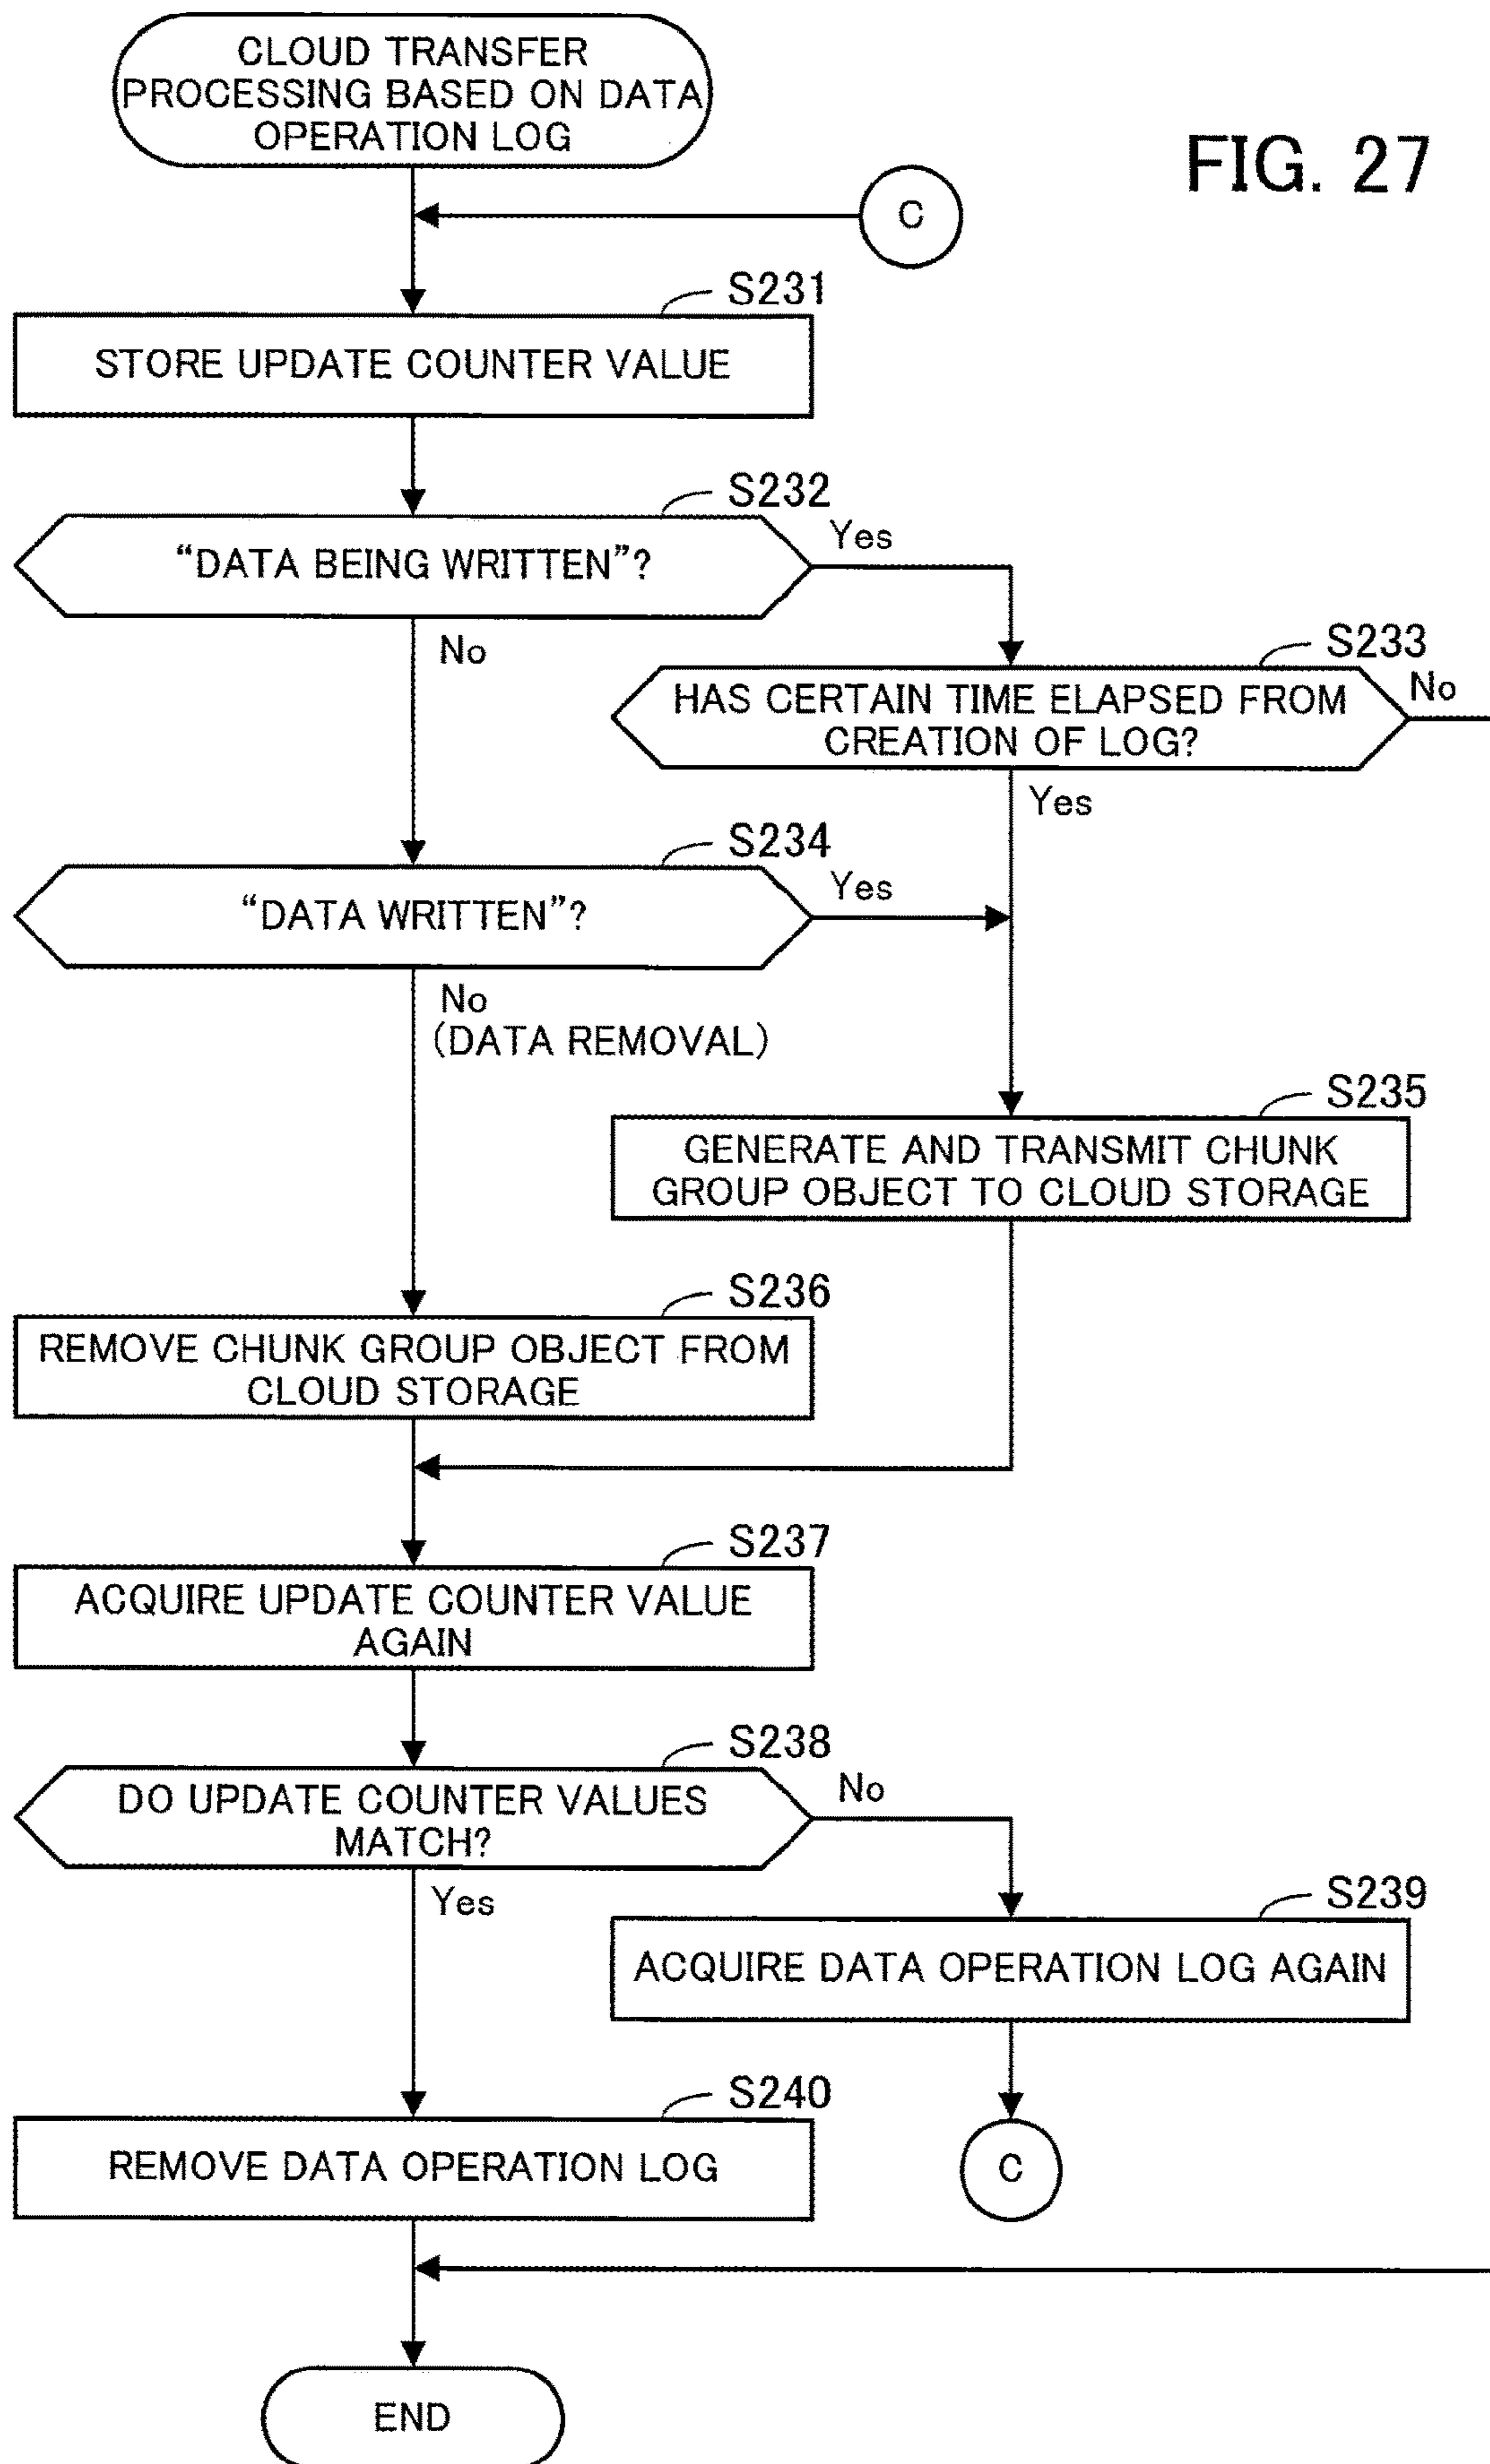 CLOUD TRANSFER
PROCESSING BASED ON DATA
OPERATION LOG
FIG. 27
C
S231
STORE UPDATE COUNTER VALUE
S232
“DATA BEING WRITTEN”?
Yes
No
S233
HAS CERTAIN TIME ELAPSED FROM
CREATION OF LOG?
No
Yes
S234
“DATA WRITTEN”?
Yes
No
(DATA REMOVAL)
S235
GENERATE AND TRANSMIT CHUNK
GROUP OBJECT TO CLOUD STORAGE
S236
REMOVE CHUNK GROUP OBJECT FROM
CLOUD STORAGE
S237
ACQUIRE UPDATE COUNTER VALUE
AGAIN
S238
DO UPDATE COUNTER VALUES
MATCH?
No
Yes
S239
ACQUIRE DATA OPERATION LOG AGAIN
S240
REMOVE DATA OPERATION LOG
C
END